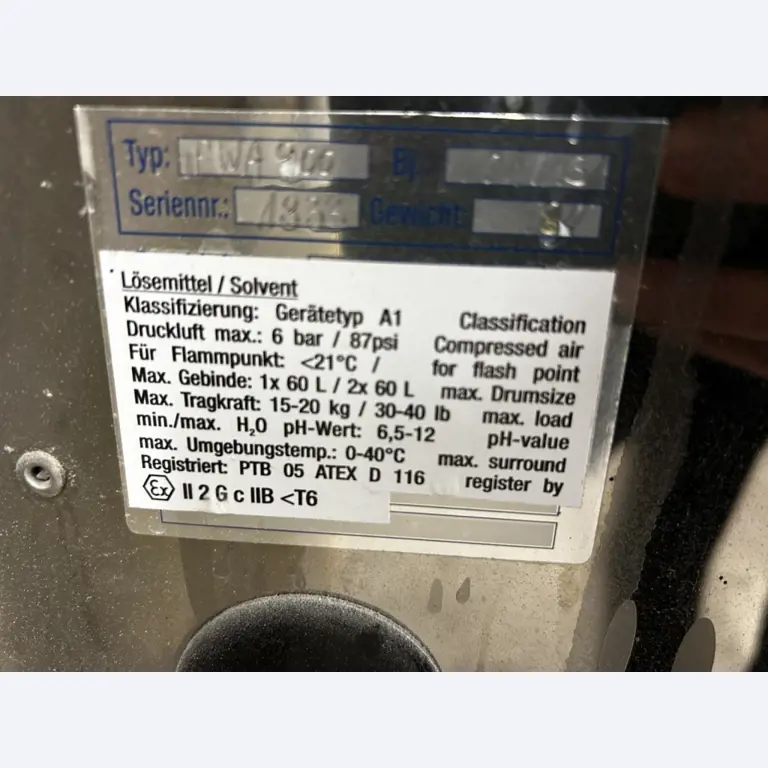 Typ: 900 Bj.:
Seriennr.: Gewicht:
Lösemittel / Solvent
Klassifizierung: Gerätetyp A1 Classification
Druckluft max.: 6 bar / 87psi Compressed air
Für Flammpunkt: <21°C / for flash point
Max. Gebinde: 1x 60 L / 2x 60 L max. Drumsize
Max. Tragkraft: 15-20 kg / 30-40 lb max. load
min./max. H₂O pH-Wert: 6,5-12 pH-value
max. Umgebungstemp.: 0-40°C max. surround
Registriert: PTB 05 ATEX D 116 register by
Ex II 2 G c IIB <T6